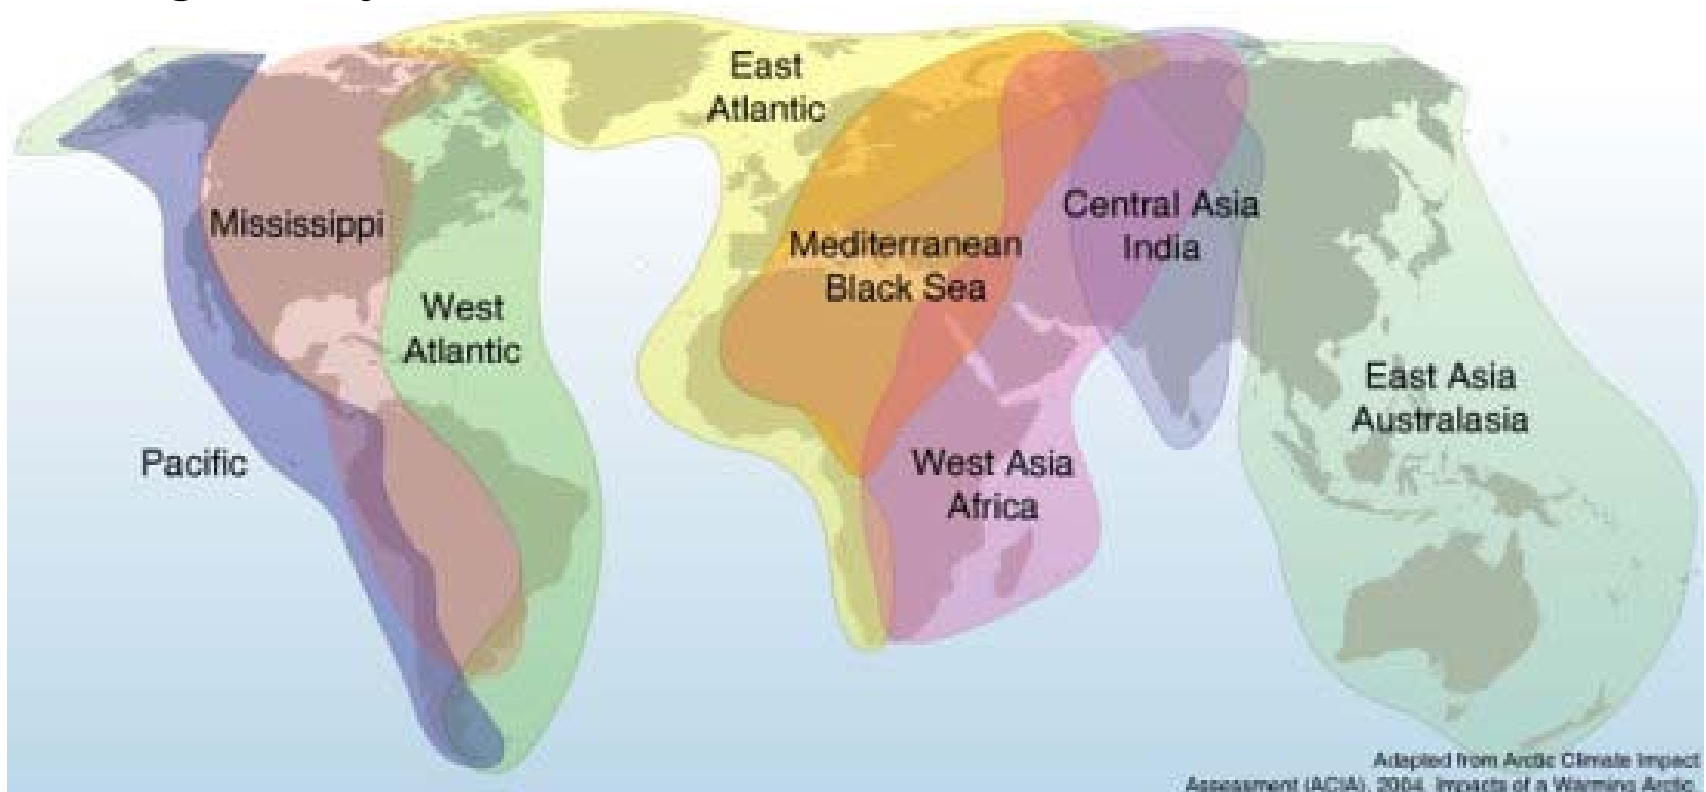 East
Atlantic
Mississippi
Central Asia
India
Mediterranean
Black Sea
West
Atlantic
East Asia
Australasia
Pacific
West Asia
Africa
Adapted from Arctic Climate Impact
Assessment (ACIA), 2004. Impacts of a Warming Arctic.